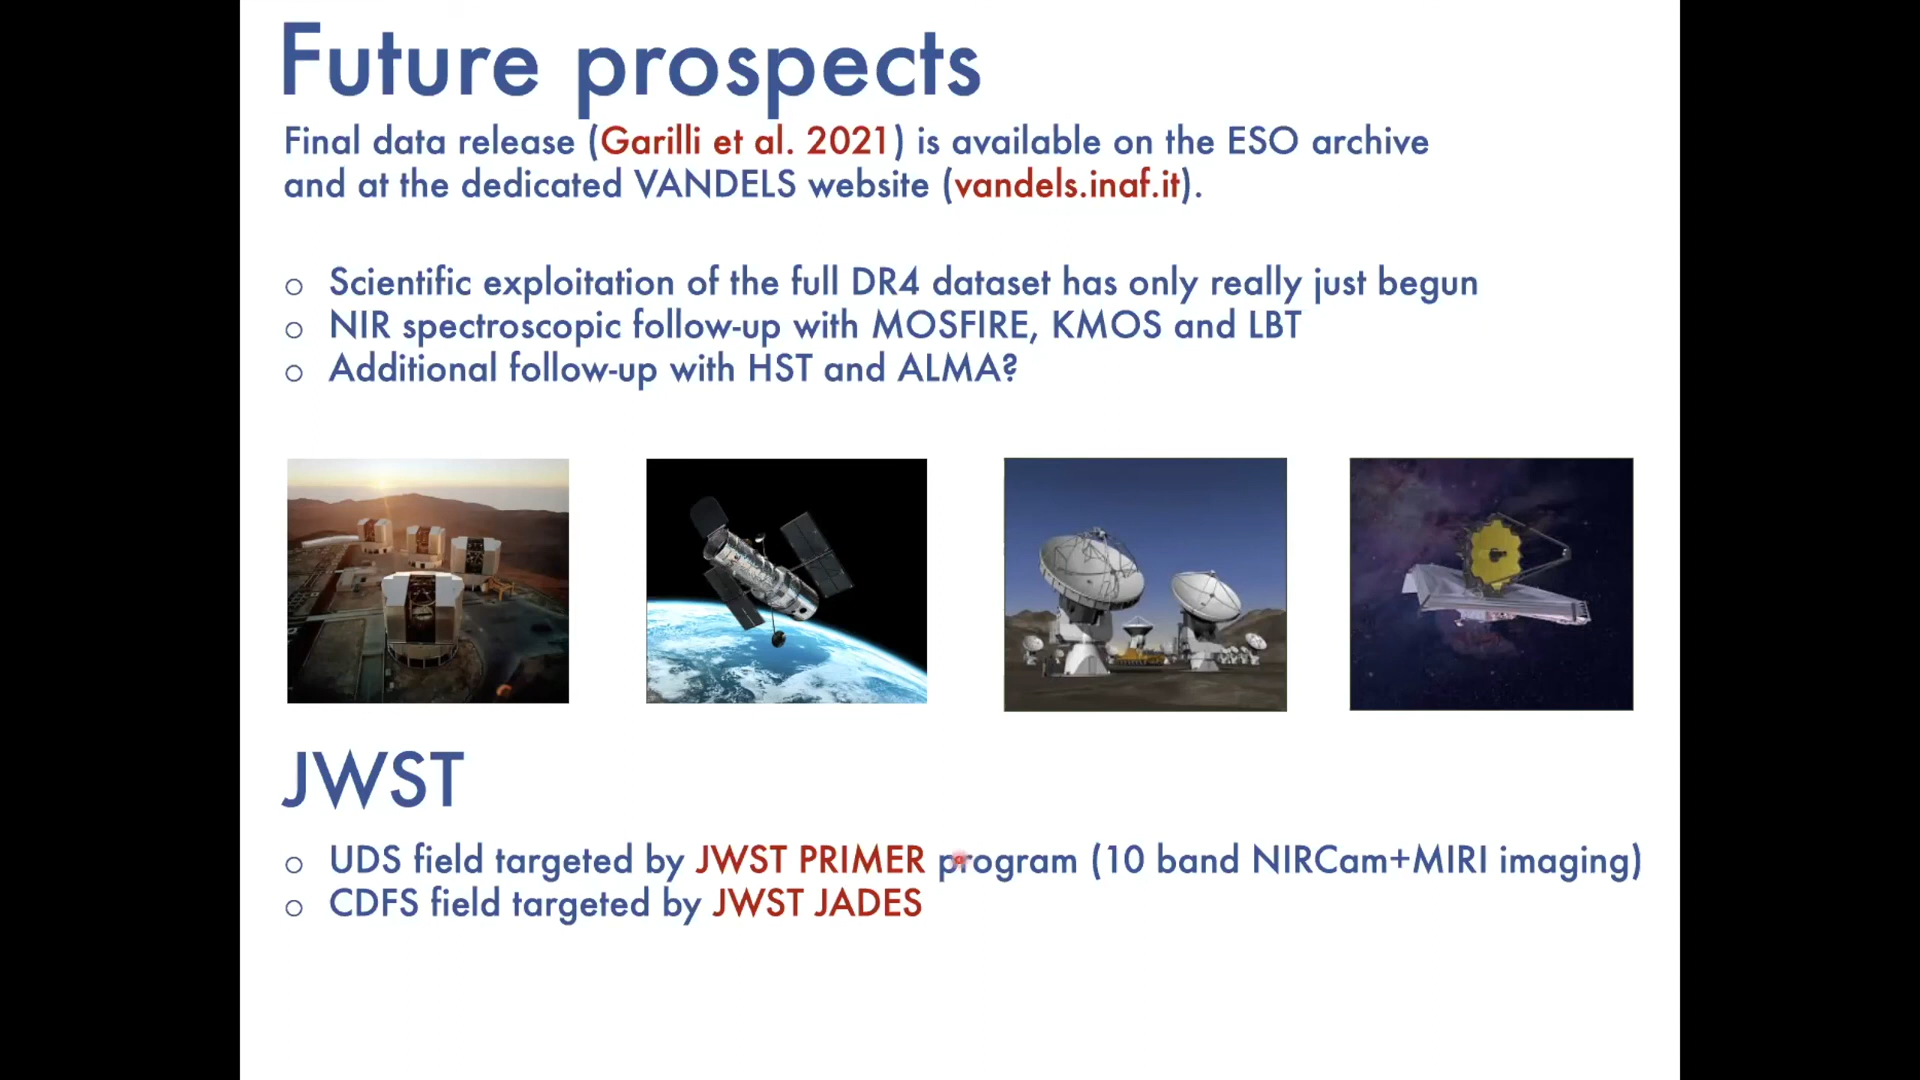 Future prospects
Final data release (Garilli et al. 2021) is available on the ESO archive
and at the dedicated VANDELS website (vandels.inaf.it).
○ Scientific exploitation of the full DR4 dataset has only really just begun
○ NIR spectroscopic follow-up with MOSFIRE, KMOS and LBT
○ Additional follow-up with HST and ALMA?
JWST
○ UDS field targeted by JWST PRIMER program (10 band NIRCam+MIRI imaging)
○ CDFS field targeted by JWST JADES